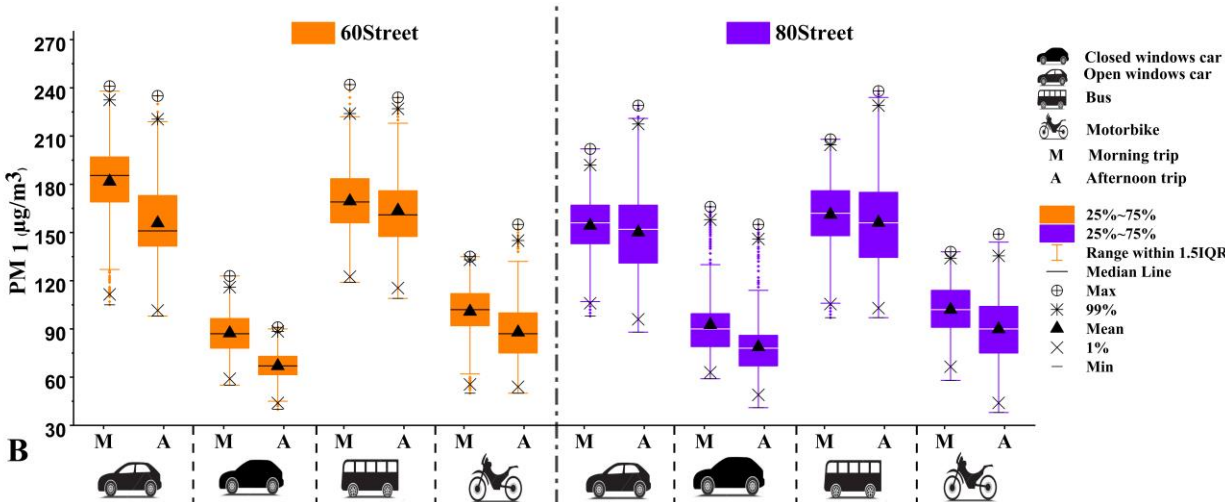 60Street 80Street
270
240
210
180
150
120
90
60
30
PM 1 (µg/m³)
Closed windows car
Open windows car
Bus
Motorbike
M Morning trip
A Afternoon trip
25%~75%
25%~75%
Range within 1.5IQR
Median Line
Max
99%
Mean
1%
Min
M A M A M A M A M A M A M A M A
B